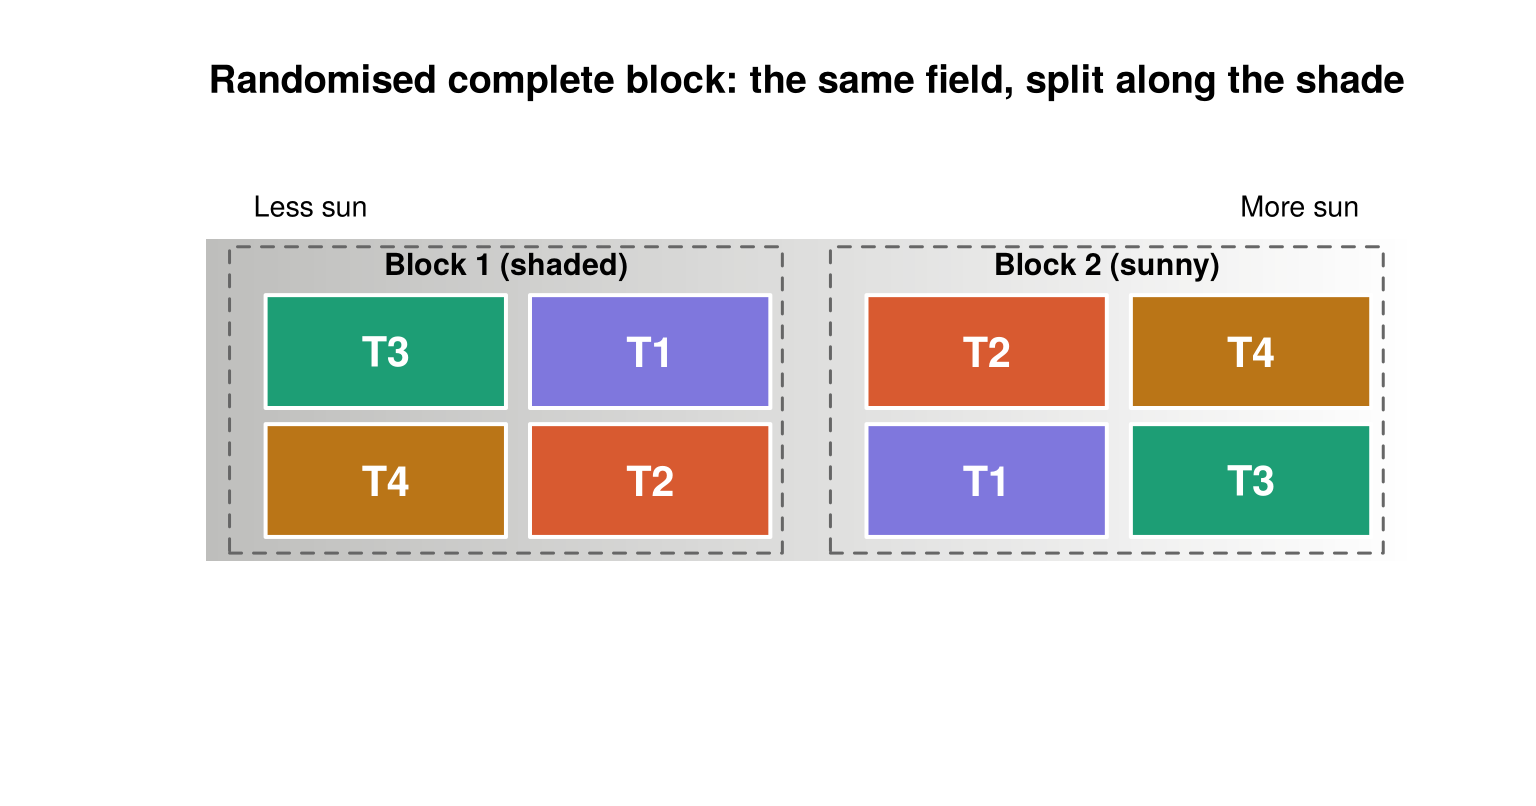 Randomised complete block: the same field, split along the shade
Less sun
More sun
Block 1 (shaded)
Block 2 (sunny)
T3
T1
T2
T4
T4
T2
T1
T3